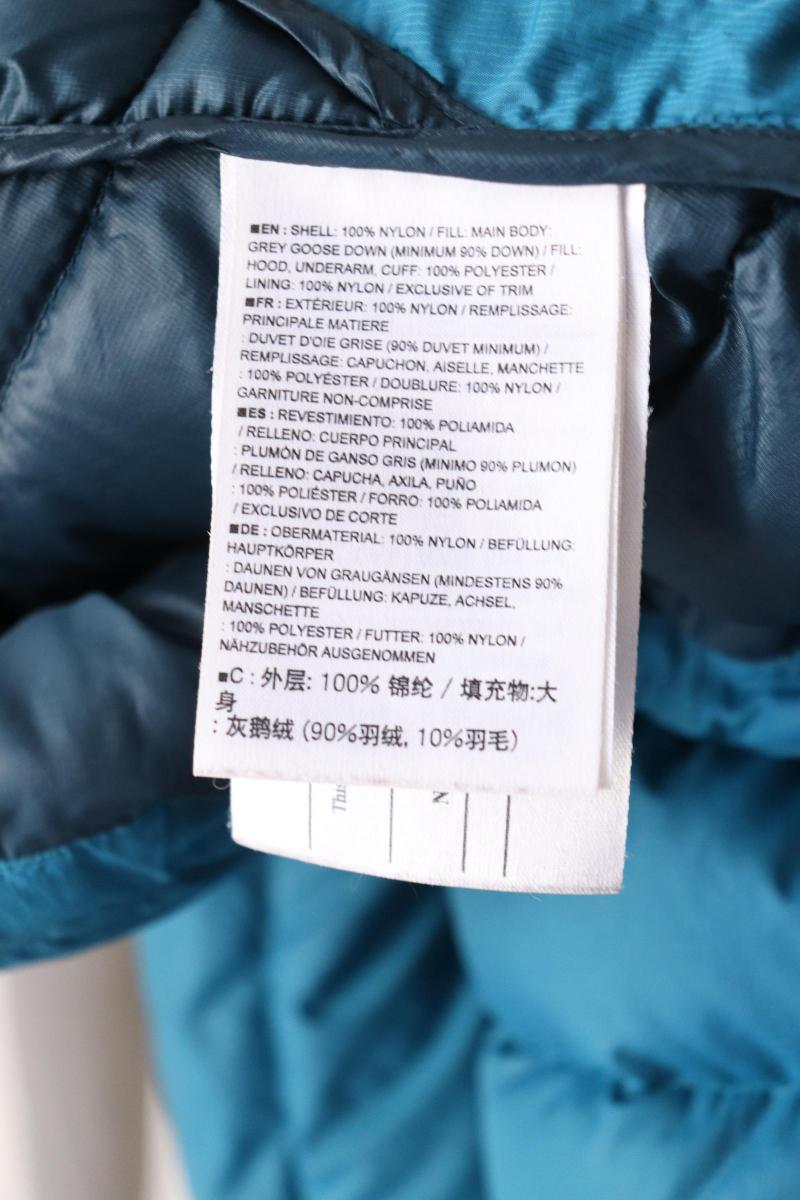 ■EN : SHELL: 100% NYLON / FILL: MAIN BODY:
GREY GOOSE DOWN (MINIMUM 90% DOWN) / FILL:
HOOD, UNDERARM, CUFF: 100% POLYESTER /
LINING: 100% NYLON / EXCLUSIVE OF TRIM
■FR : EXTÉRIEUR: 100% NYLON / REMPLISSAGE:
PRINCIPALE MATIERE
: DUVET D'OIE GRISE (90% DUVET MINIMUM) /
REMPLISSAGE: CAPUCHON, AISELLE, MANCHETTE
: 100% POLYÉSTER / DOUBLURE: 100% NYLON /
GARNITURE NON-COMPRISE
■ES : REVESTIMIENTO: 100% POLIAMIDA
/ RELLENO: CUERPO PRINCIPAL
: PLUMÓN DE GANSO GRIS (MINIMO 90% PLUMON)
/ RELLENO: CAPUCHA, AXILA, PUÑO
: 100% POLIÉSTER / FORRO: 100% POLIAMIDA
/ EXCLUSIVO DE CORTE
■DE : OBERMATERIAL: 100% NYLON / BEFÜLLUNG:
HAUPTKÖRPER
: DAUNEN VON GRAUGÄNSEN (MINDESTENS 90%
DAUNEN) / BEFÜLLUNG: KAPUZE, ACHSEL,
MANSCHETTE
: 100% POLYESTER / FUTTER: 100% NYLON /
NÄHZUBEHÖR AUSGENOMMEN
■C : 外层: 100% 锦纶 / 填充物:大
身
: 灰鹅绒 (90%羽绒, 10%羽毛)